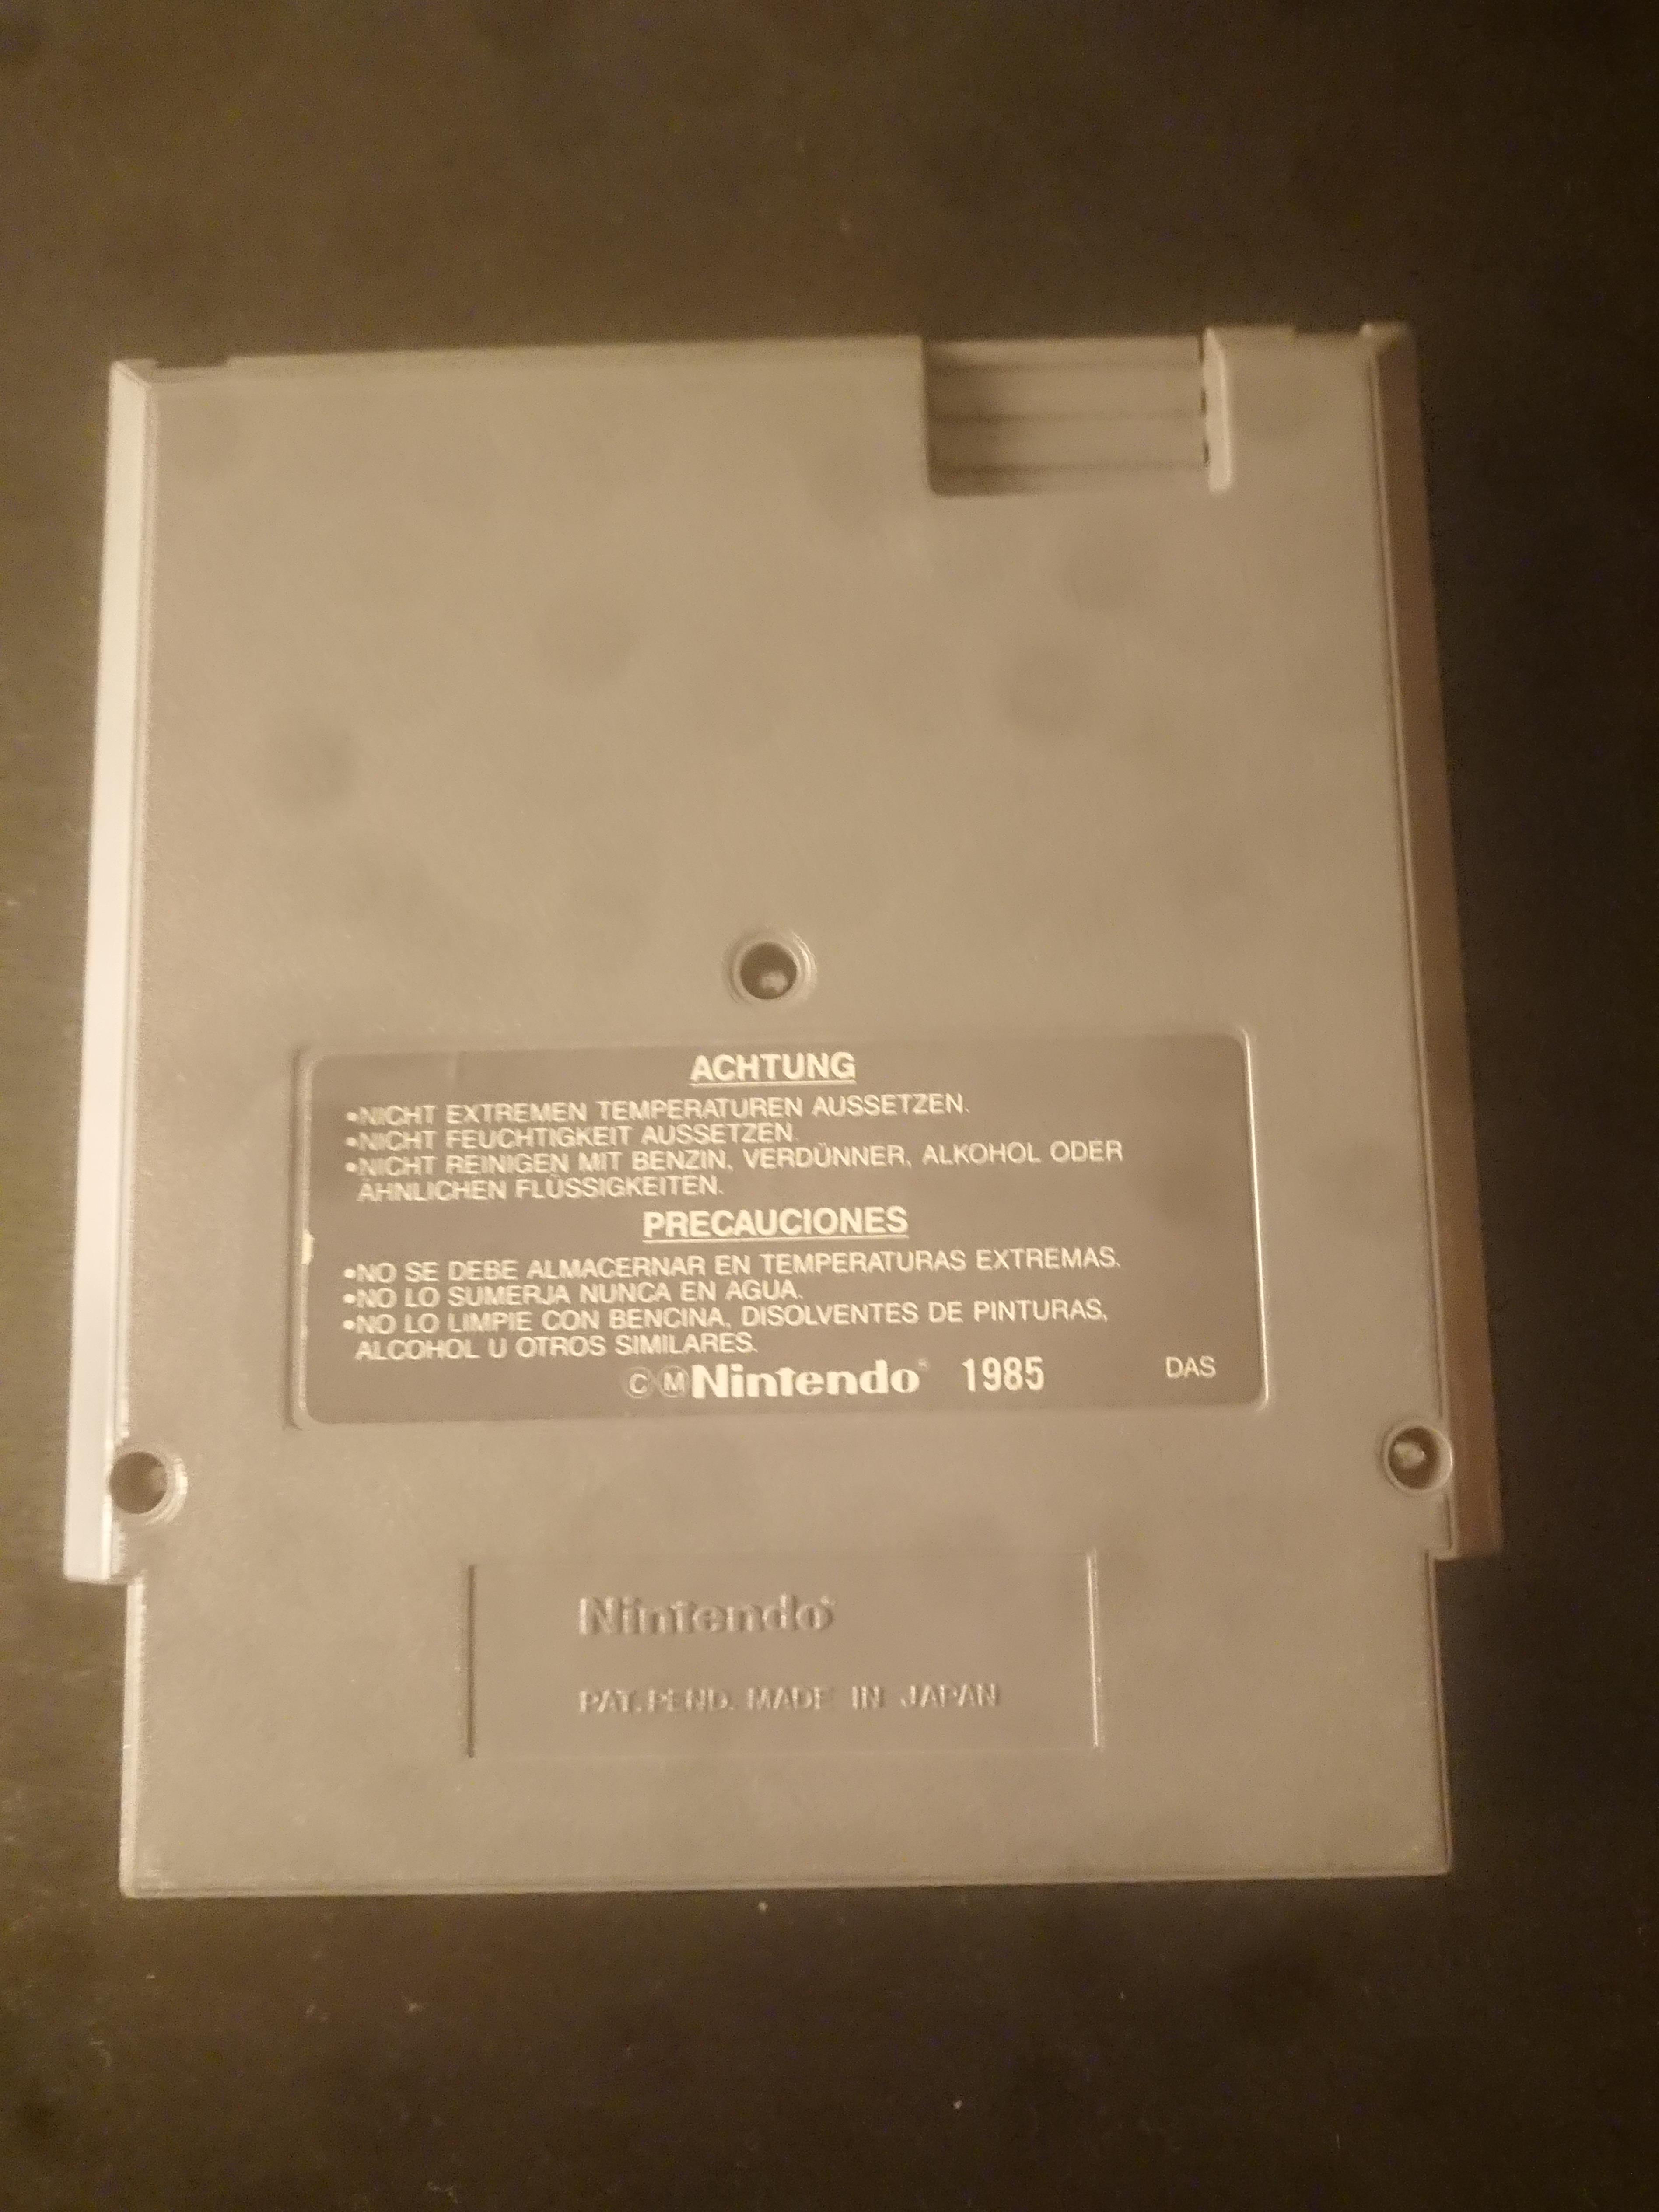 ACHTUNG
•NICHT EXTREMEN TEMPERATUREN AUSSETZEN.
•NICHT FEUCHTIGKEIT AUSSETZEN.
•NICHT REINIGEN MIT BENZIN, VERDÜNNER, ALKOHOL ODER
ÄHNLICHEN FLÜSSIGKEITEN.
PRECAUCIONES
•NO SE DEBE ALMACERNAR EN TEMPERATURAS EXTREMAS.
•NO LO SUMERJA NUNCA EN AGUA.
•NO LO LIMPIE CON BENCINA, DISOLVENTES DE PINTURAS,
ALCOHOL U OTROS SIMILARES.
ⒸⓂNintendo® 1985 DAS
Nintendo®
PAT.PEND. MADE IN JAPAN